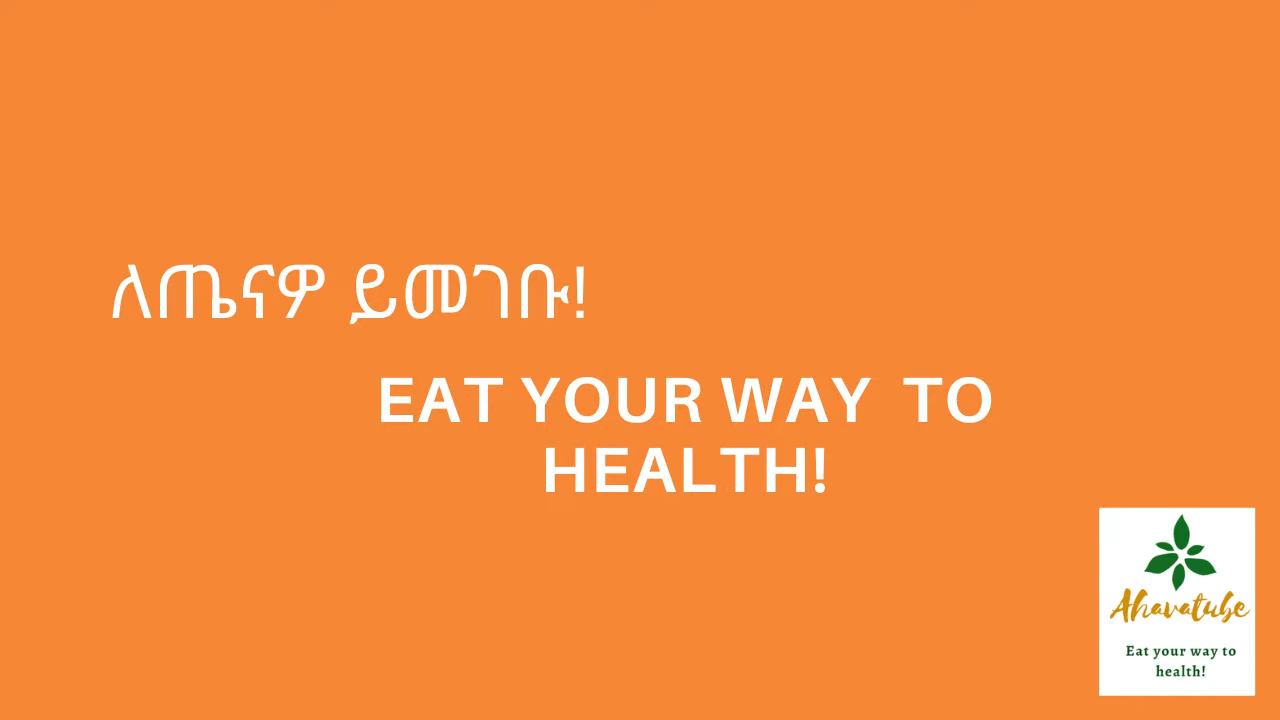 ለጤናዎ ይመገቡ!
EAT YOUR WAY TO
HEALTH!
Ahavatube
Eat your way to
health!